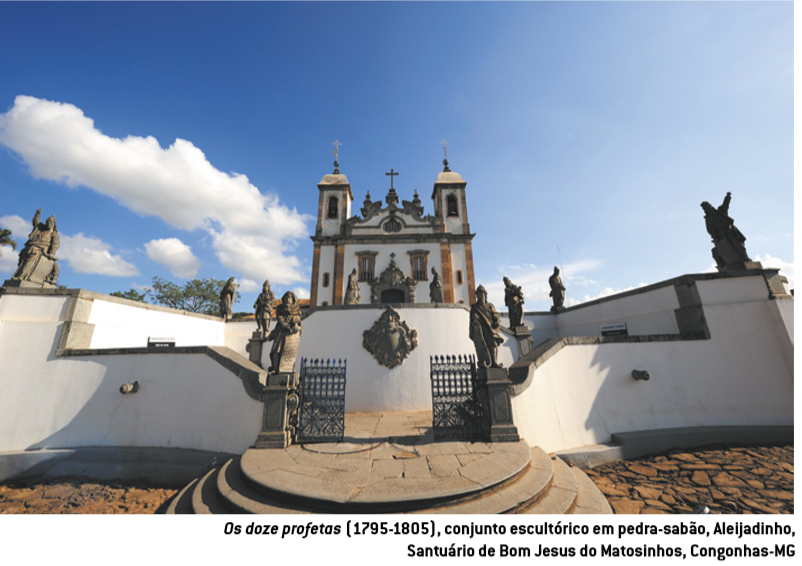 Os doze profetas (1795-1805), conjunto escultórico em pedra-sabão, Aleijadinho,
Santuário de Bom Jesus do Matosinhos, Congonhas-MG